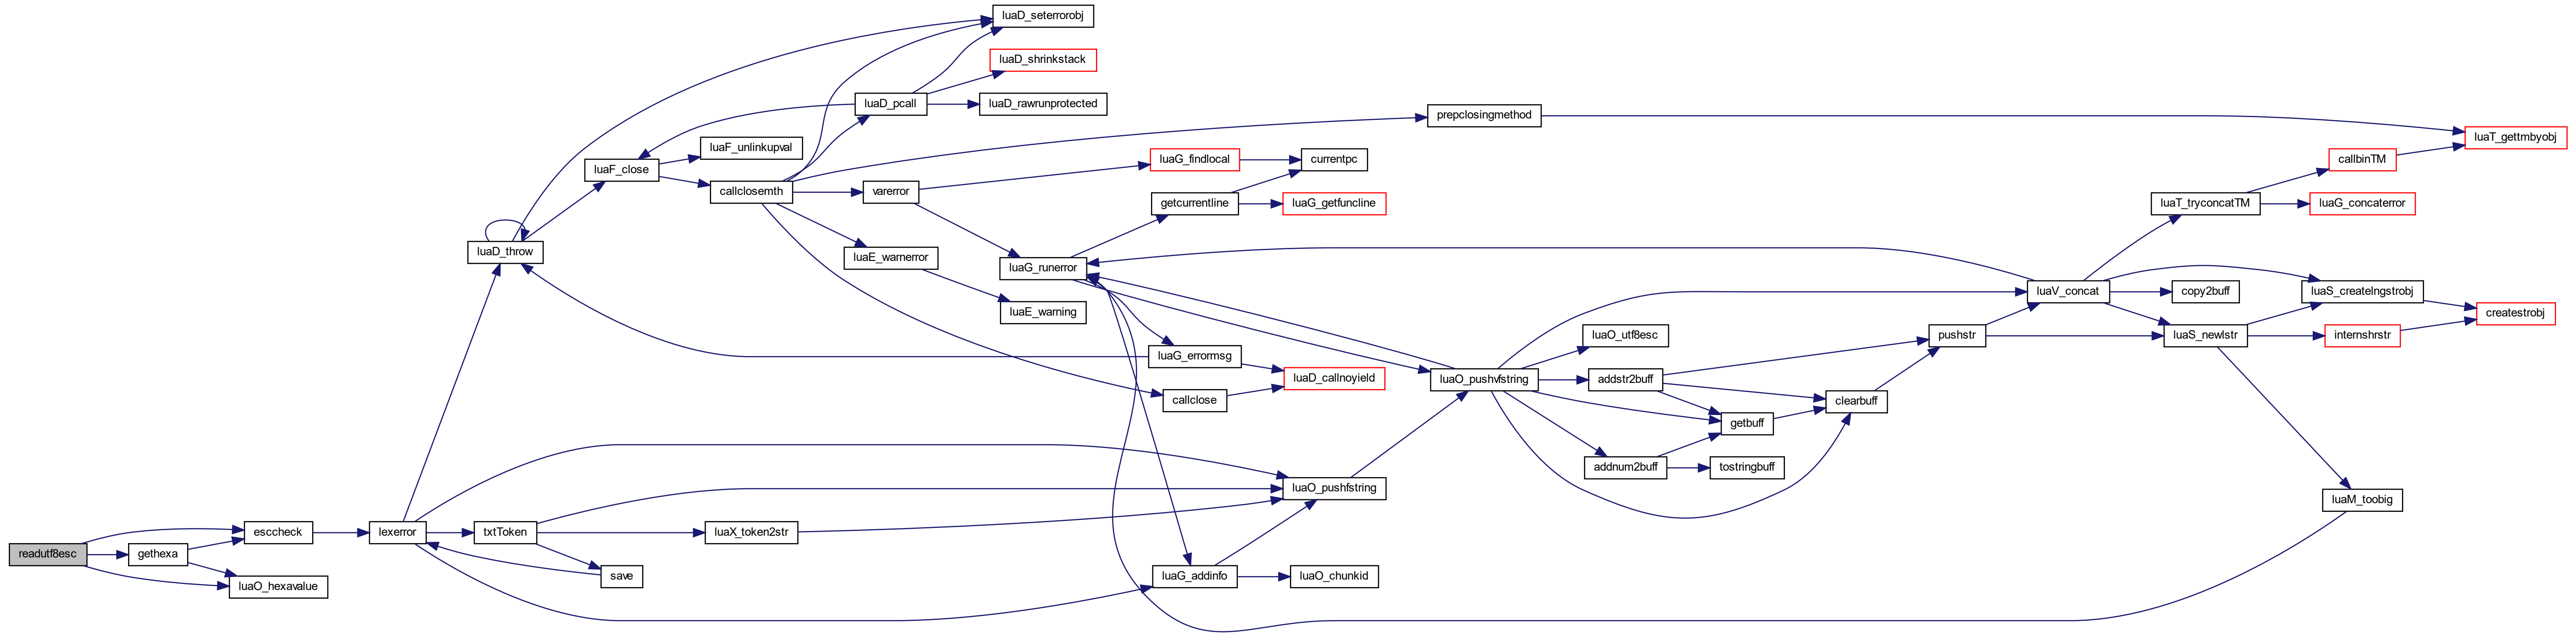 luaD_seterrorobj
luaD_shrinkstack
luaD_pcall
luaD_rawrunprotected
prepclosingmethod
luaT_gettmbyobj
luaF_unlinkupval
luaF_close
luaG_findlocal
currentpc
callbinTM
callclosemth
varerror
getcurrentline
luaG_getfuncline
luaT_tryconcatTM
luaG_concaterror
luaD_throw
luaE_warnerror
luaG_runerror
luaV_concat
copy2buff
luaS_createlngstrobj
luaE_warning
createstrobj
luaO_utf8esc
pushstr
luaS_newlstr
internshrstr
luaG_errormsg
luaD_callnoyield
luaO_pushvfstring
addstr2buff
callclose
clearbuff
getbuff
addnum2buff
tostringbuff
luaO_pushfstring
luaM_toobig
esccheck
lexerror
txtToken
luaX_token2str
readutf8esc
gethexa
save
luaG_addinfo
luaO_chunkid
luaO_hexavalue